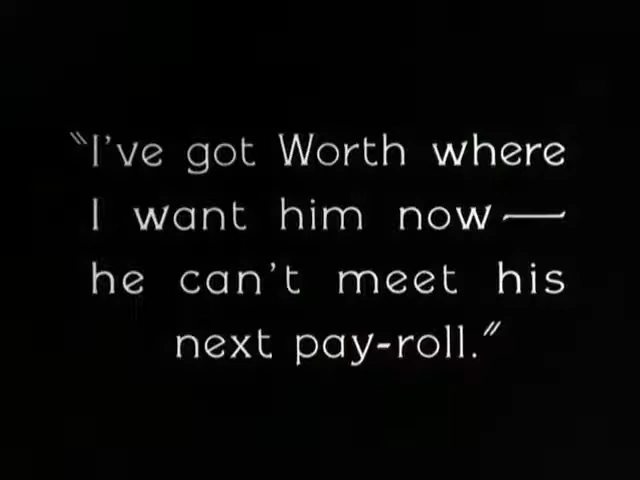 "I've got Worth where
I want him now—
he can't meet his
next pay-roll."